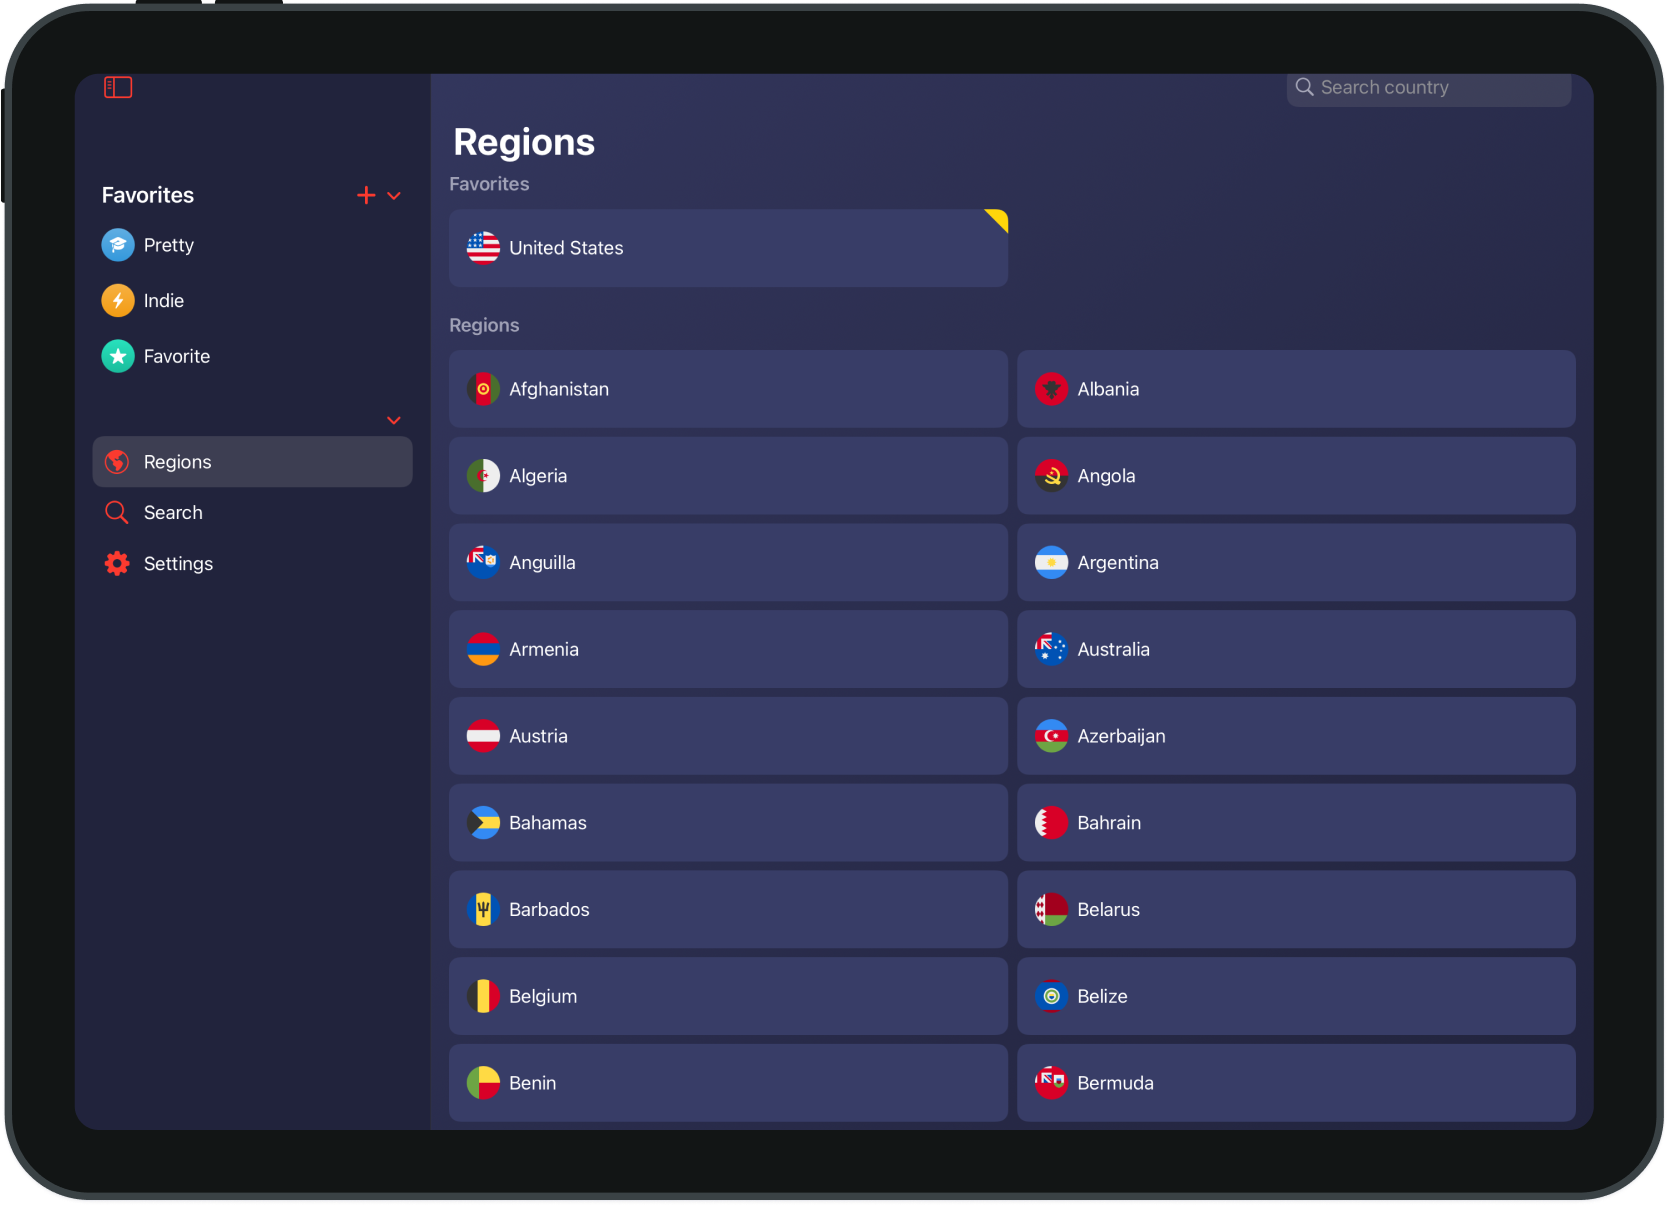 Search country
Regions
Favorites
Favorites
Pretty
United States
Indie
Regions
Favorite
Afghanistan
Albania
Regions
Algeria
Angola
Search
Settings
Anguilla
Argentina
Armenia
Australia
Austria
Azerbaijan
Bahamas
Bahrain
Barbados
Belarus
Belgium
Belize
Benin
Bermuda